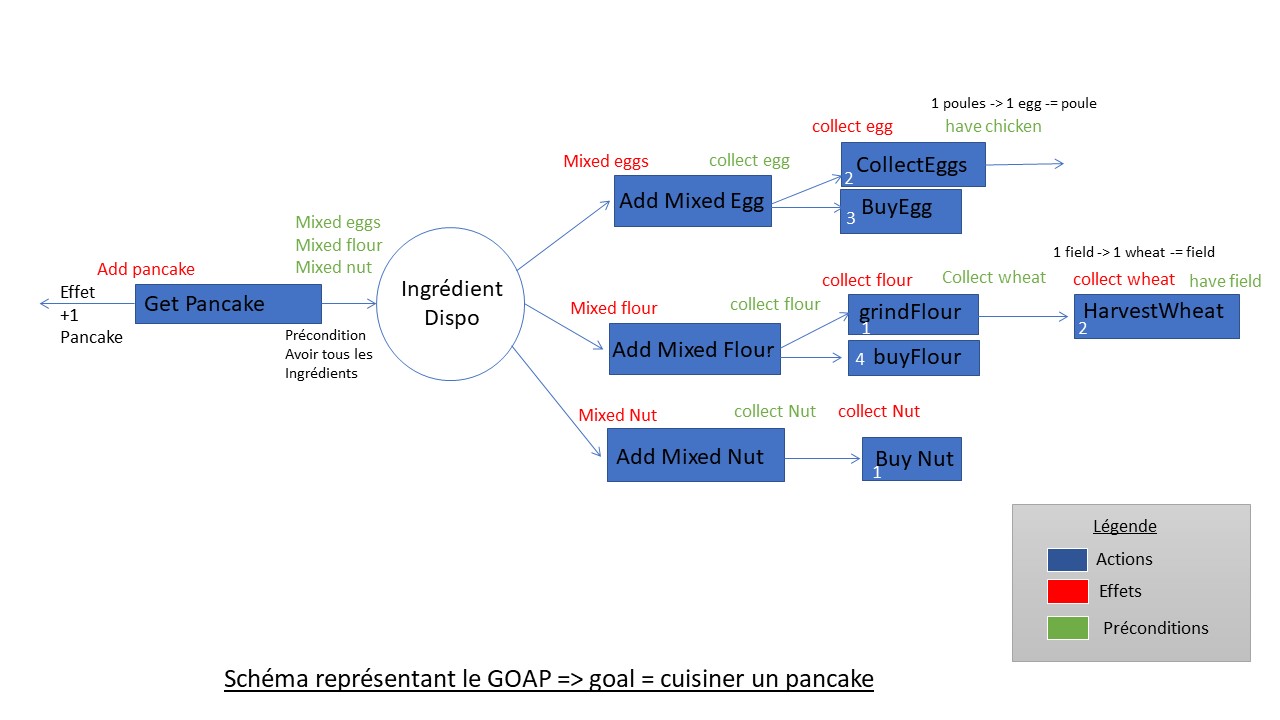 1 poules -> 1 egg -= poule
collect egg
have chicken
Mixed eggs
collect egg
CollectEggs
2
Add Mixed Egg
BuyEgg
3
Mixed eggs
Mixed flour
Mixed nut
1 field -> 1 wheat -= field
Add pancake
collect flour
Collect wheat
collect wheat
have field
Effet
+1
Pancake
Get Pancake
Ingrédient
Dispo
Mixed flour
collect flour
grindFlour
1
HarvestWheat
2
Précondition
Avoir tous les
Ingrédients
Add Mixed Flour
4 buyFlour
Mixed Nut
collect Nut
collect Nut
Add Mixed Nut
Buy Nut
1
Légende
Actions
Effets
Préconditions
Schéma représentant le GOAP => goal = cuisiner un pancake